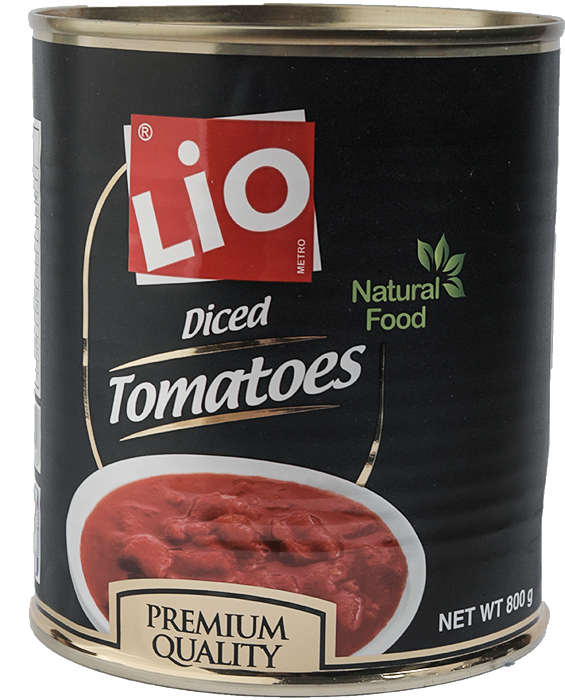 ®
LiO
METRO
Diced
Tomatoes
Natural
Food
PREMIUM
QUALITY
NET WT 800 g